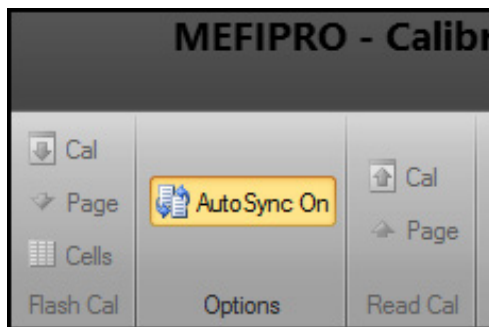 MEFIPRO - Calibr
Cal
Page
Cells
Flash Cal
AutoSync On
Options
Cal
Page
Read Cal